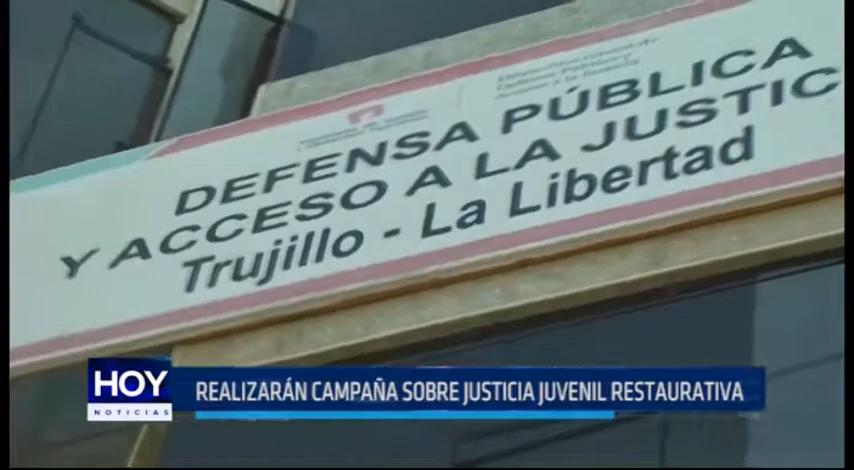 DEFENSA PÚBLICA
Y ACCESO A LA JUSTIC
Trujillo - La Libertad
HOY
NOTICIAS
REALIZARÁN CAMPAÑA SOBRE JUSTICIA JUVENIL RESTAURATIVA